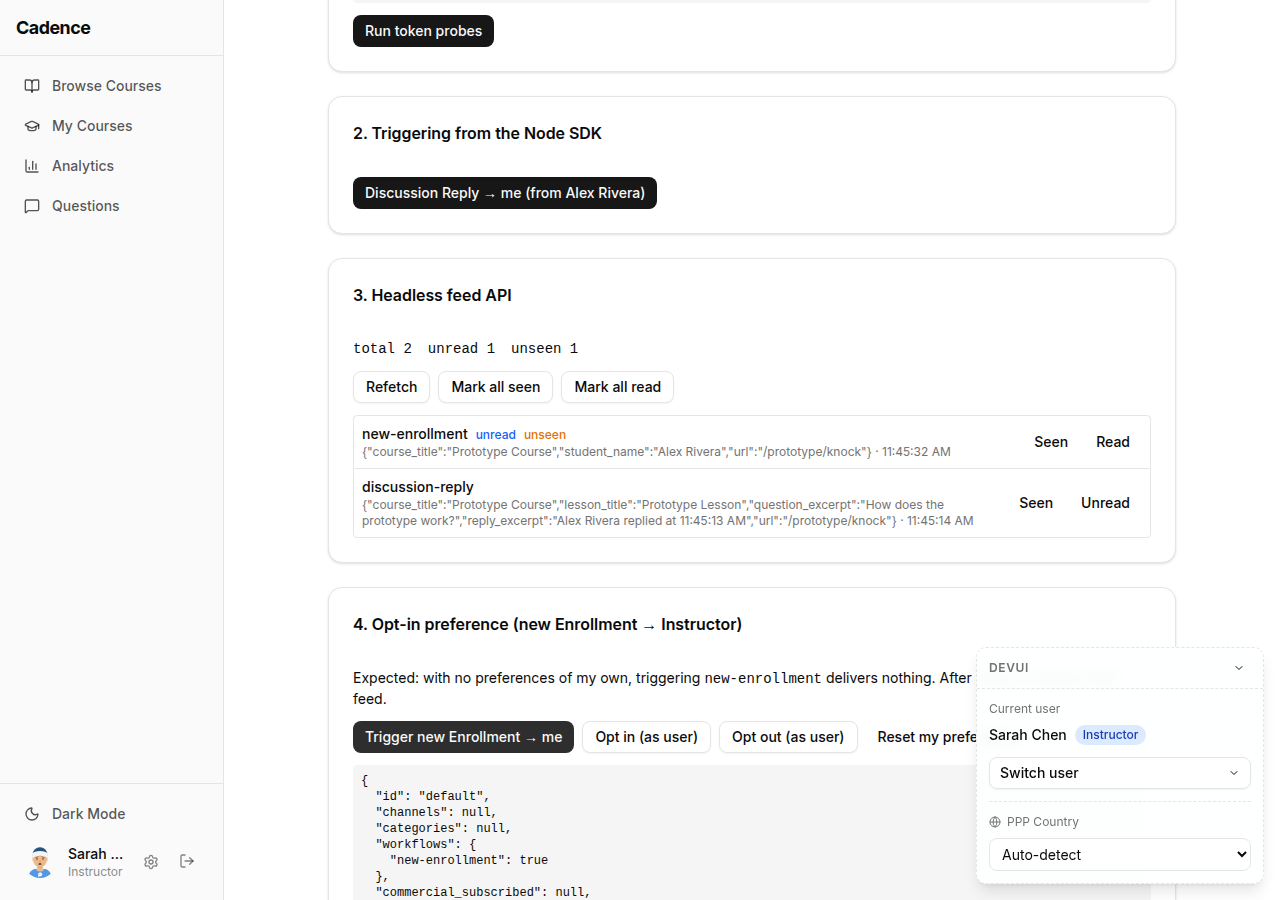 Cadence
Browse Courses
My Courses
Analytics
Questions
Dark Mode
Sarah ...
Instructor
Run token probes
2. Triggering from the Node SDK
Discussion Reply → me (from Alex Rivera)
3. Headless feed API
total 2 unread 1 unseen 1
Refetch
Mark all seen
Mark all read
new-enrollment unread unseen
{"course_title":"Prototype Course","student_name":"Alex Rivera","url":"/prototype/knock"} · 11:45:32 AM
Seen
Read
discussion-reply
{"course_title":"Prototype Course","lesson_title":"Prototype Lesson","question_excerpt":"How does the
prototype work?","reply_excerpt":"Alex Rivera replied at 11:45:13 AM","url":"/prototype/knock"} · 11:45:14 AM
Seen
Unread
4. Opt-in preference (new Enrollment → Instructor)
Expected: with no preferences of my own, triggering new-enrollment delivers nothing. After
feed.
Trigger new Enrollment → me
Opt in (as user)
Opt out (as user)
Reset my prefe
{
"id": "default",
"channels": null,
"categories": null,
"workflows": {
"new-enrollment": true
},
"commercial_subscribed": null,
DEVUI
Current user
Sarah Chen Instructor
Switch user
PPP Country
Auto-detect